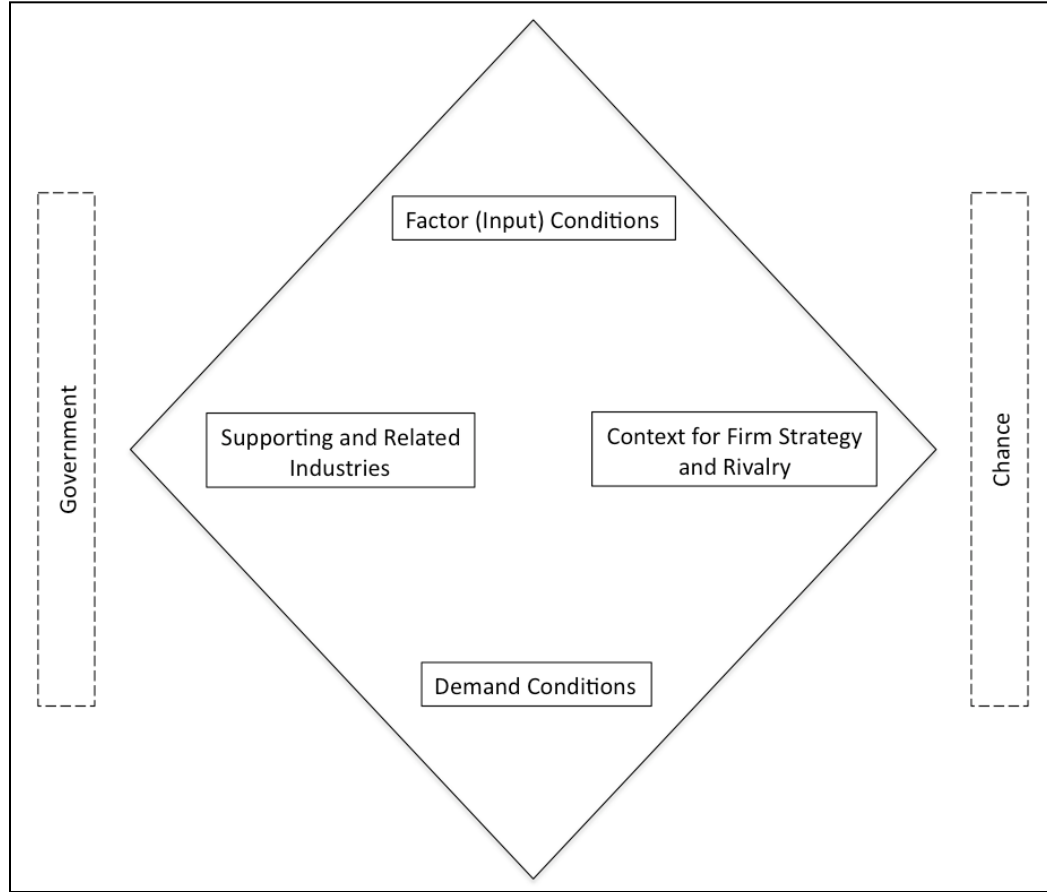 Factor (Input) Conditions
Government
Supporting and Related
Industries
Context for Firm Strategy
and Rivalry
Chance
Demand Conditions